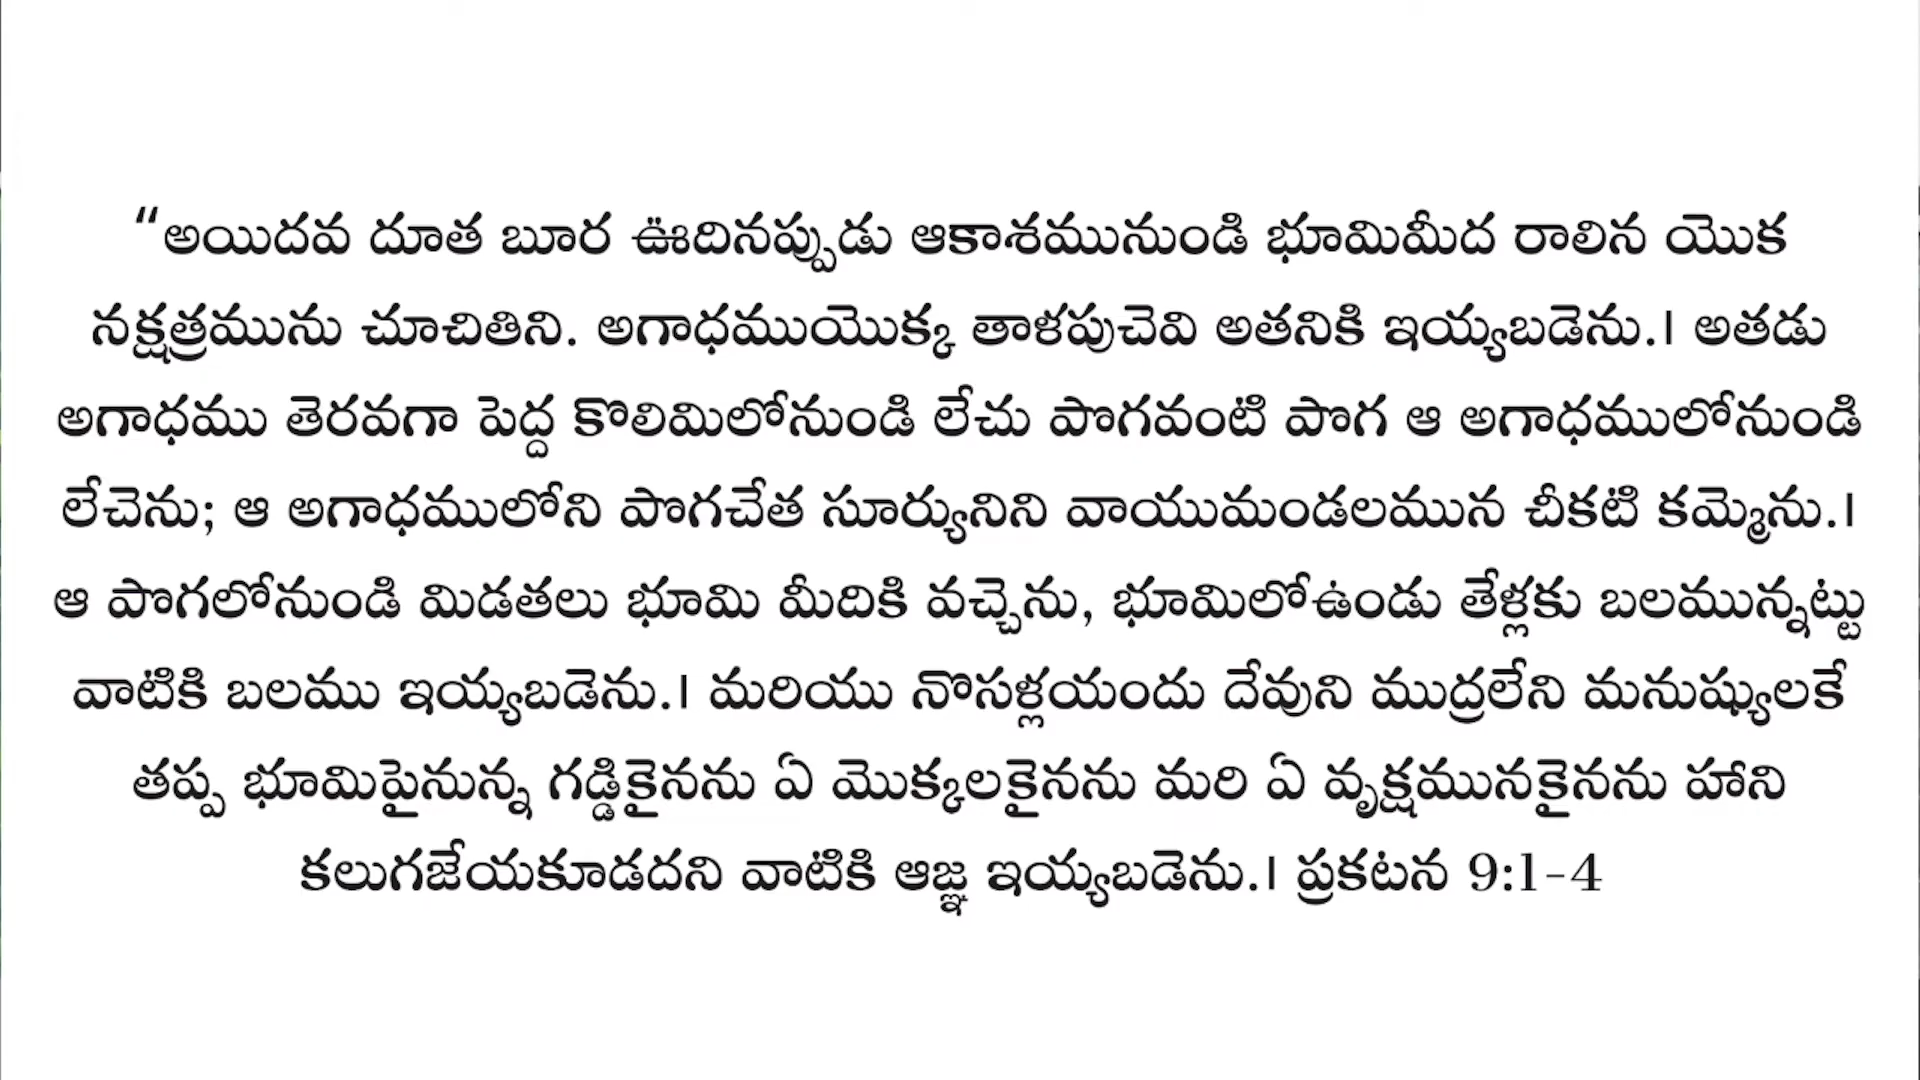 “అయిదవ దూత బూర ఊదినప్పుడు ఆకాశమునుండి భూమిమీద రాలిన యొక
నక్షత్రమును చూచితిని. అగాధముయొక్క తాళపుచెవి అతనికి ఇయ్యబడెను.। అతడు
అగాధము తెరవగా పెద్ద కొలిమిలోనుండి లేచు పొగవంటి పొగ ఆ అగాధములోనుండి
లేచెను; ఆ అగాధములోని పొగచేత సూర్యునిని వాయుమండలమున చీకటి కమ్మెను.।
ఆ పొగలోనుండి మిడతలు భూమి మీదికి వచ్చెను, భూమిలోఉండు తేళ్లకు బలమున్నట్టు
వాటికి బలము ఇయ్యబడెను.। మరియు నొసళ్లయందు దేవుని ముద్రలేని మనుష్యులకే
తప్ప భూమిపైనున్న గడ్డికైనను ఏ మొక్కలకైనను మరి ఏ వృక్షమునకైనను హాని
కలుగజేయకూడదని వాటికి ఆజ్ఞ ఇయ్యబడెను.। ప్రకటన 9:1-4